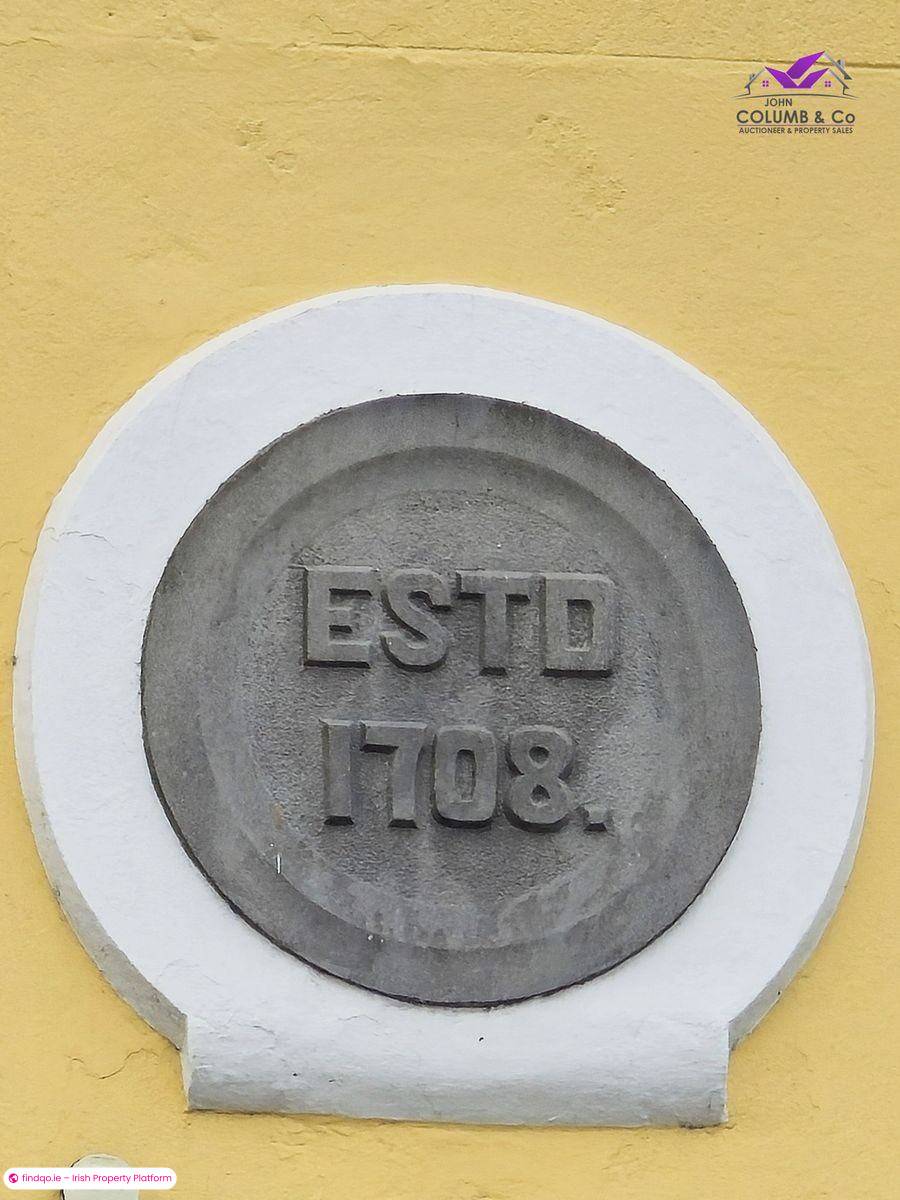 JOHN
COLUMB & Co
AUCTIONEER & PROPERTY SALES
ESTD
1708.
findqo.ie – Irish Property Platform